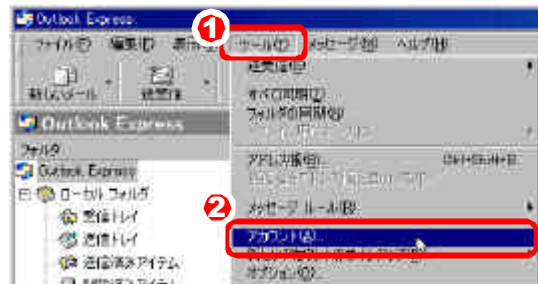 Outlook Express
ファイル(F) 編集(E) 表示 ツール(T) メッセージ(M) ヘルプ(H)
1
送受信(S)
新しいメール 送受信
すべて同期(Z)
フォルダの同期(Y)
Outlook Express
フォルダ
アドレス帳(B)... Ctrl+Shift+B
Outlook Express
ローカル フォルダ
2
メッセージ ルール(R)
受信トレイ
アカウント(A)...
送信トレイ
送信済みアイテム
オプション(O)...